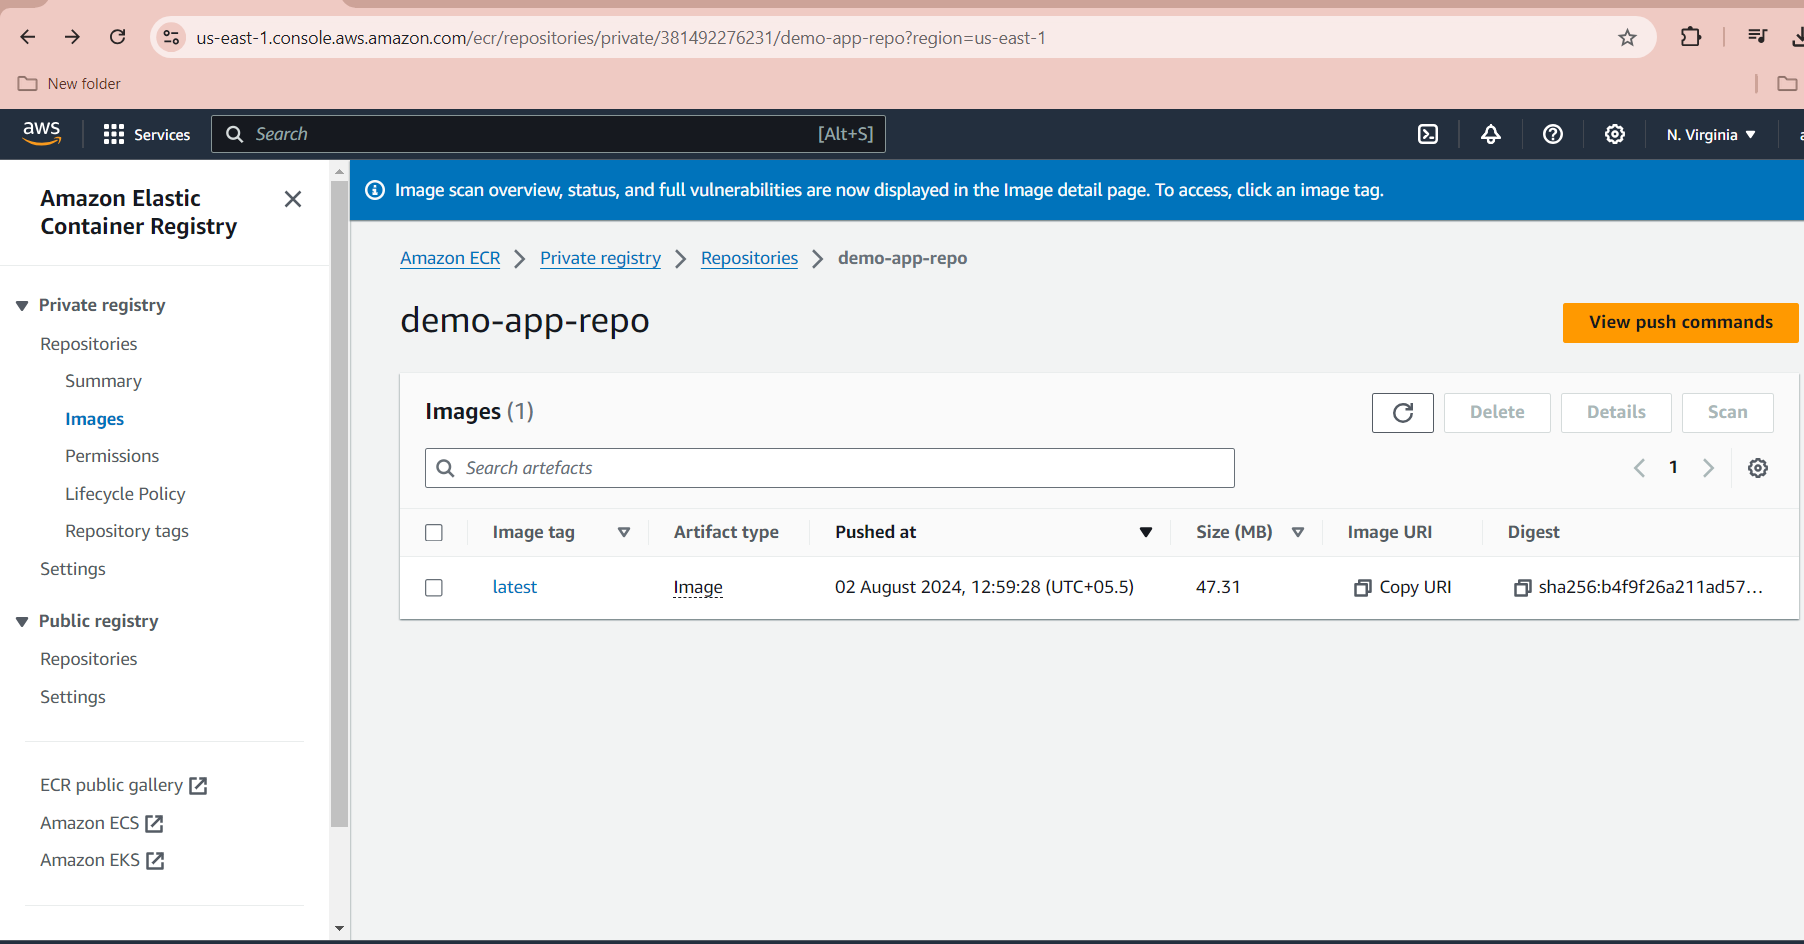 us-east-1.console.aws.amazon.com/ecr/repositories/private/381492276231/demo-app-repo?region=us-east-1
New folder
aws
Services
Search
[Alt+S]
N. Virginia
Amazon Elastic
Container Registry
Private registry
Repositories
Summary
Images
Permissions
Lifecycle Policy
Repository tags
Settings
Public registry
Repositories
Settings
ECR public gallery
Amazon ECS
Amazon EKS
Image scan overview, status, and full vulnerabilities are now displayed in the Image detail page. To access, click an image tag.
Amazon ECR
Private registry
Repositories
demo-app-repo
demo-app-repo
View push commands
Images (1)
Delete
Details
Scan
Search artefacts
1
Image tag
Artifact type
Pushed at
Size (MB)
Image URI
Digest
latest
Image
02 August 2024, 12:59:28 (UTC+05.5)
47.31
Copy URI
sha256:b4f9f26a211ad57...